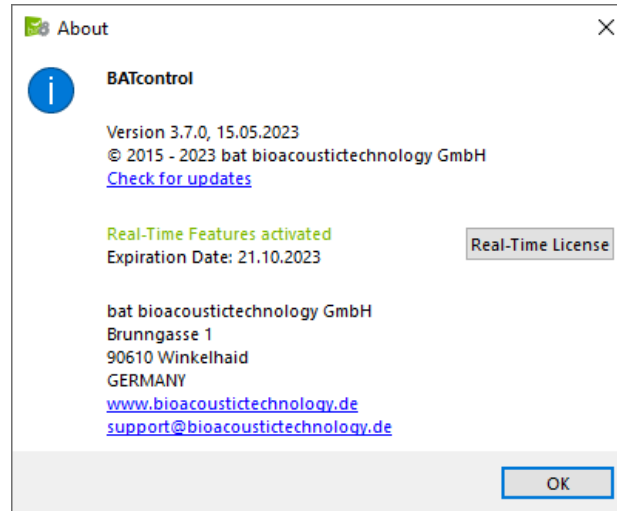 About
BATcontrol
Version 3.7.0, 15.05.2023
© 2015 - 2023 bat bioacoustictechnology GmbH
Check for updates
Real-Time Features activated
Expiration Date: 21.10.2023
Real-Time License
bat bioacoustictechnology GmbH
Brunngasse 1
90610 Winkelhaid
GERMANY
www.bioacoustictechnology.de
support@bioacoustictechnology.de
OK